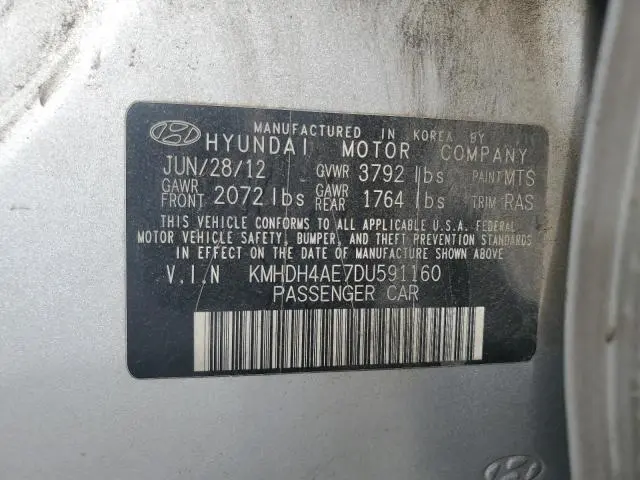 MANUFACTURED IN KOREA BY
HYUNDAI MOTOR COMPANY
JUN/28/12 GVWR 3792 lbs PAINT MTS
GAWR FRONT 2072 lbs GAWR REAR 1764 lbs TRIM RAS
THIS VEHICLE CONFORMS TO ALL APPLICABLE U.S.A. FEDERAL
MOTOR VEHICLE SAFETY, BUMPER, AND THEFT PREVENTION STANDARDS
IN EFFECT ON THE DATE OF MANUFACTURE SHOWN ABOVE
V.I.N KMHDH4AE7DU591160
PASSENGER CAR